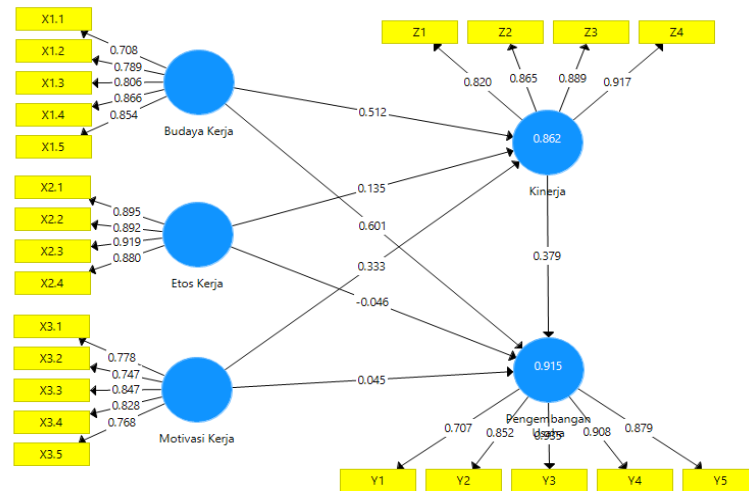 X1.1
X1.2
X1.3
X1.4
X1.5
0.708
0.789
0.806
0.866
0.854
Budaya Kerja
X2.1
X2.2
X2.3
X2.4
0.895
0.892
0.919
0.880
Etos Kerja
X3.1
X3.2
X3.3
X3.4
X3.5
0.778
0.747
0.847
0.828
0.768
Motivasi Kerja
0.512
0.135
0.601
0.333
-0.046
0.045
Z1
Z2
Z3
Z4
0.820
0.865
0.889
0.917
0.862
Kinerja
0.379
0.915
Pengembangan
Usaha
0.707
0.852
0.935
0.908
0.879
Y1
Y2
Y3
Y4
Y5